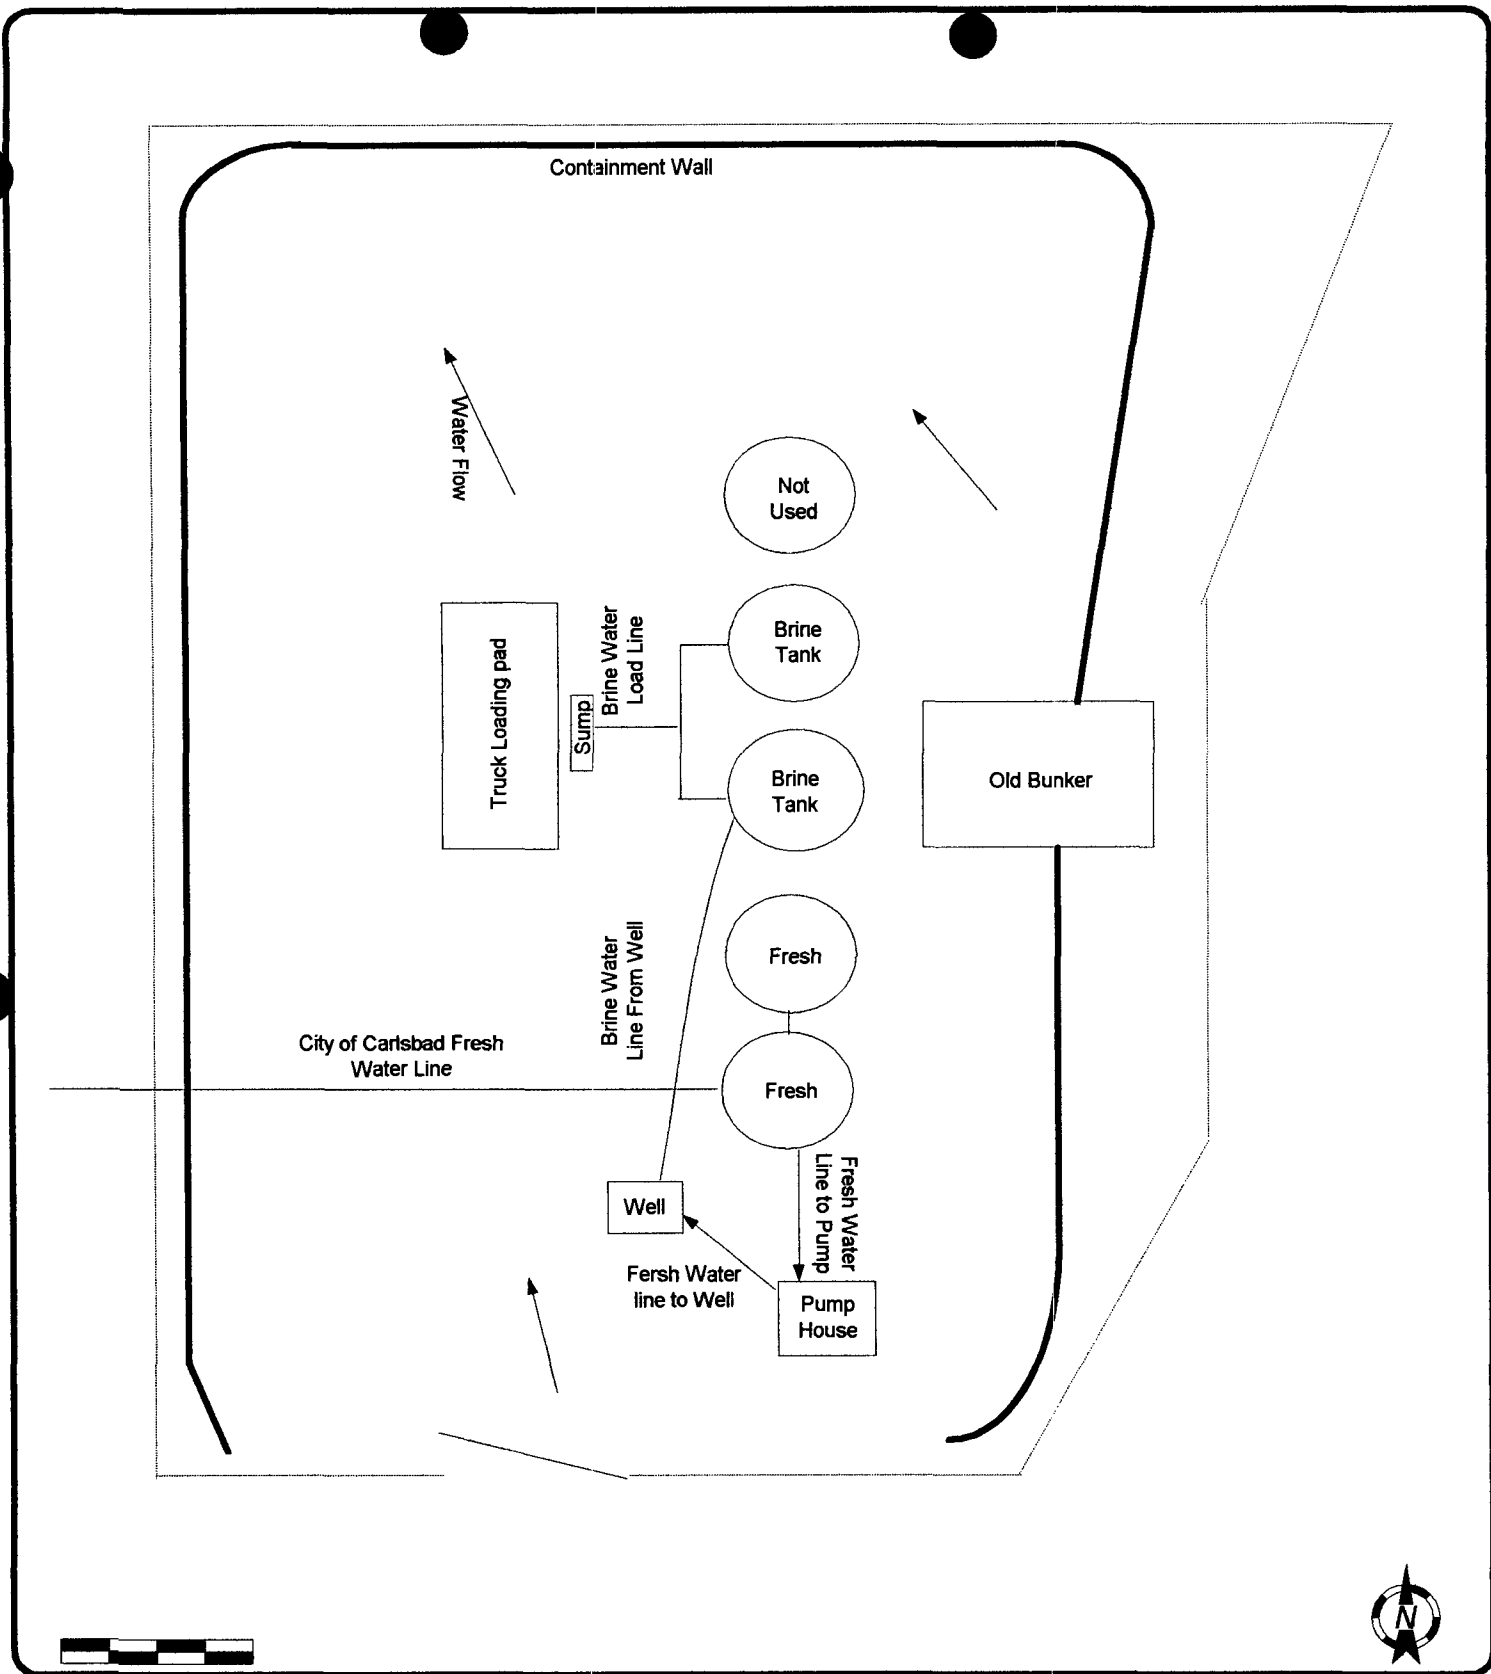 Containment Wall
Water Flow
Not
Used
Brine Water
Load Line
Brine
Tank
Truck Loading pad
Sump
Brine
Tank
Old Bunker
Brine Water
Line From Well
Fresh
City of Carlsbad Fresh
Water Line
Fresh
Fresh Water
Line to Pump
Well
Fersh Water
line to Well
Pump
House
N